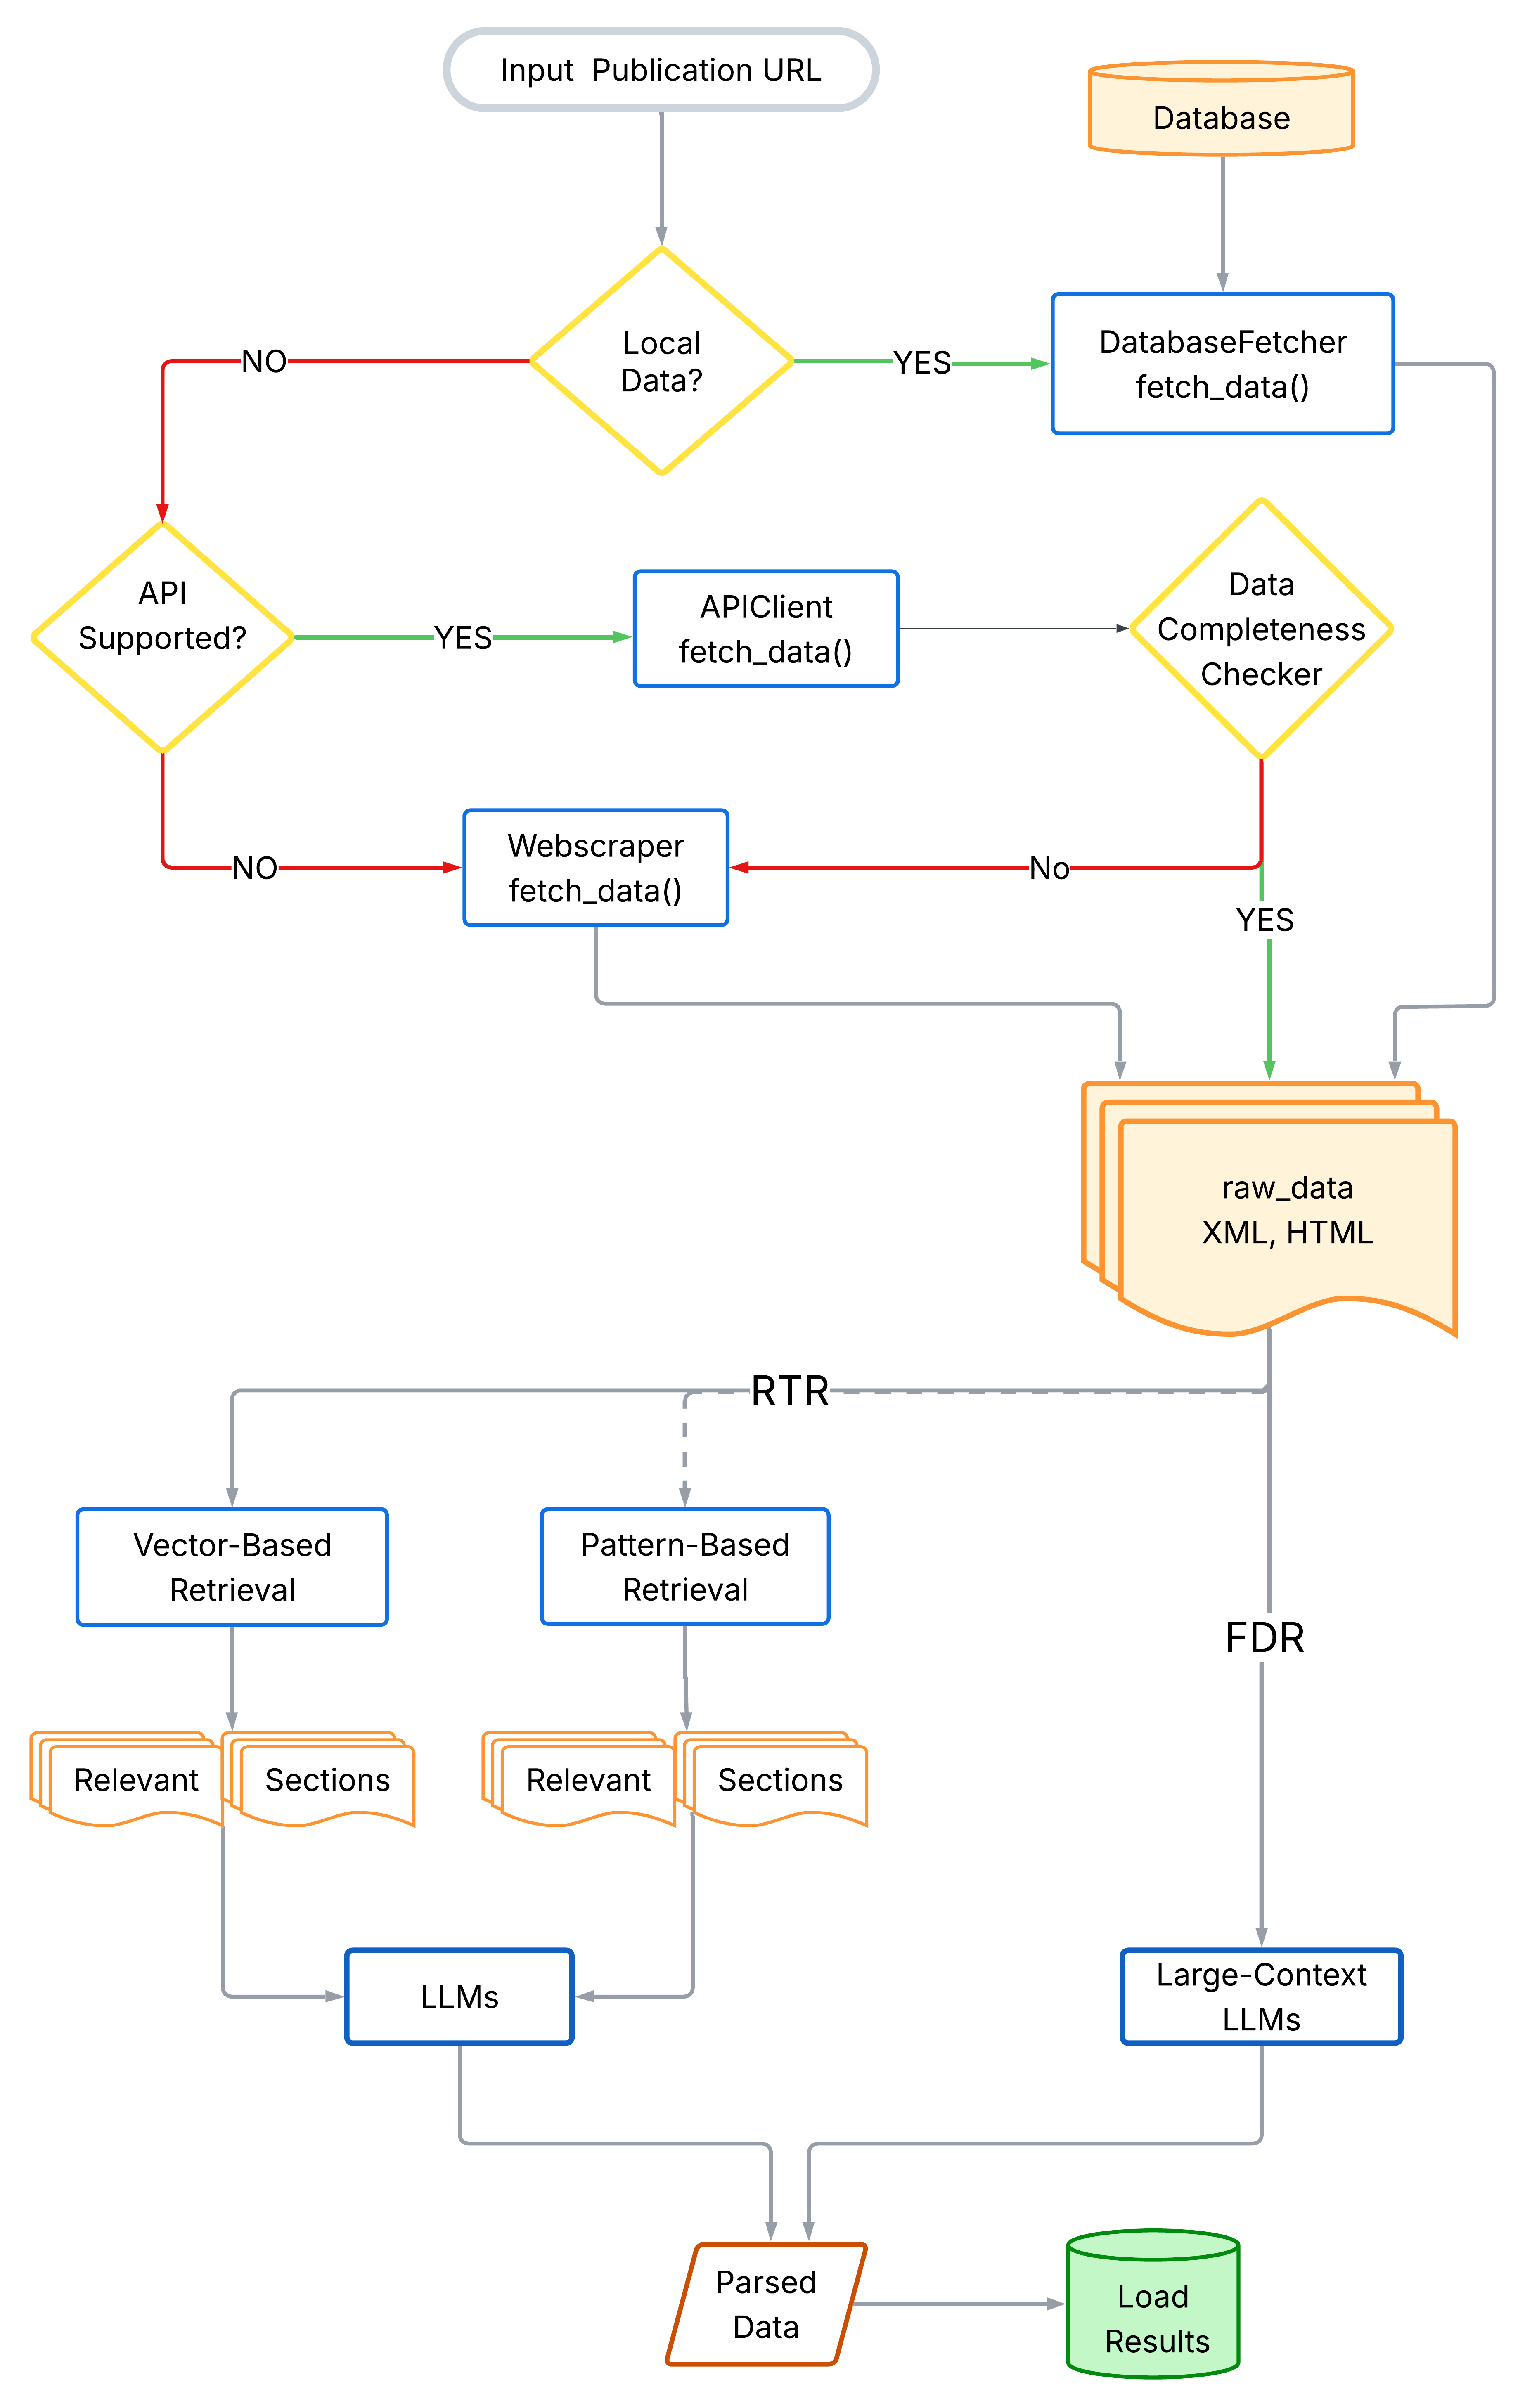 Input  Publication URL
Database
Local
Data?
NO
YES
DatabaseFetcher
fetch_data()
API
Supported?
YES
APIClient
fetch_data()
Data
Completeness
Checker
NO
Webscraper
fetch_data()
No
YES
raw_data
XML, HTML
RTR
Vector-Based
Retrieval
Pattern-Based
Retrieval
FDR
Relevant
Sections
Relevant
Sections
LLMs
Large-Context
LLMs
Parsed
Data
Load
Results